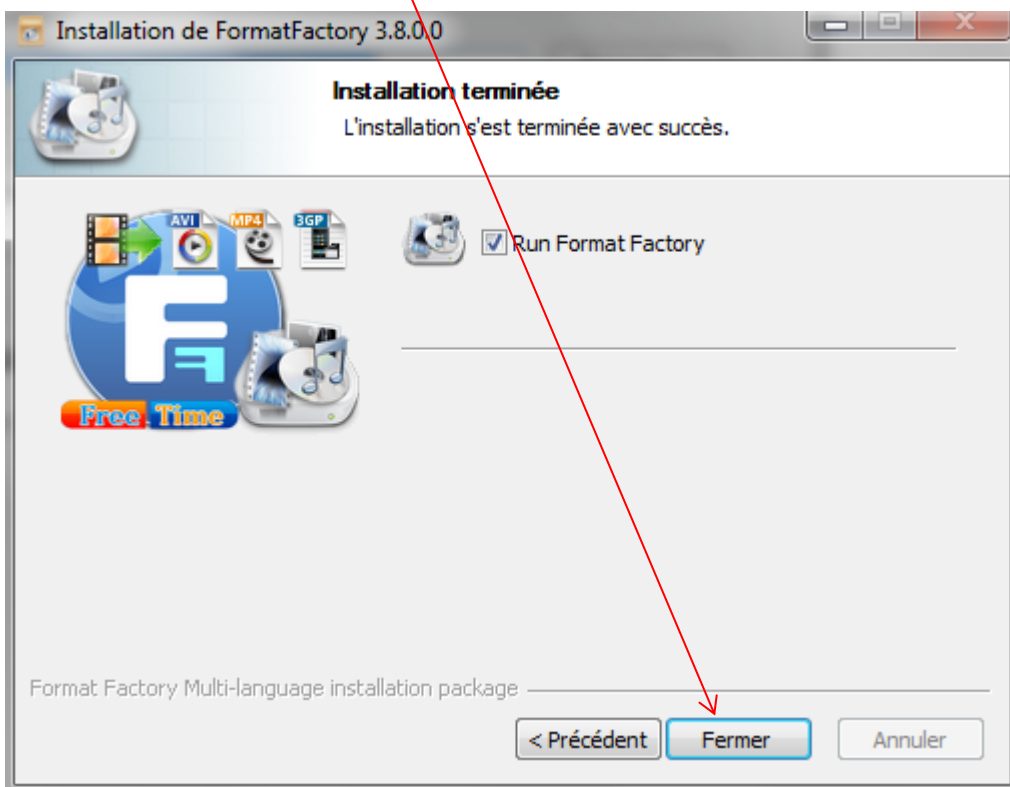 Installation de FormatFactory 3.8.0.0
Installation terminée
L'installation s'est terminée avec succès.
AVI
MP4
3GP
Run Format Factory
Free Time
Format Factory Multi-language installation package
< Précédent
Fermer
Annuler